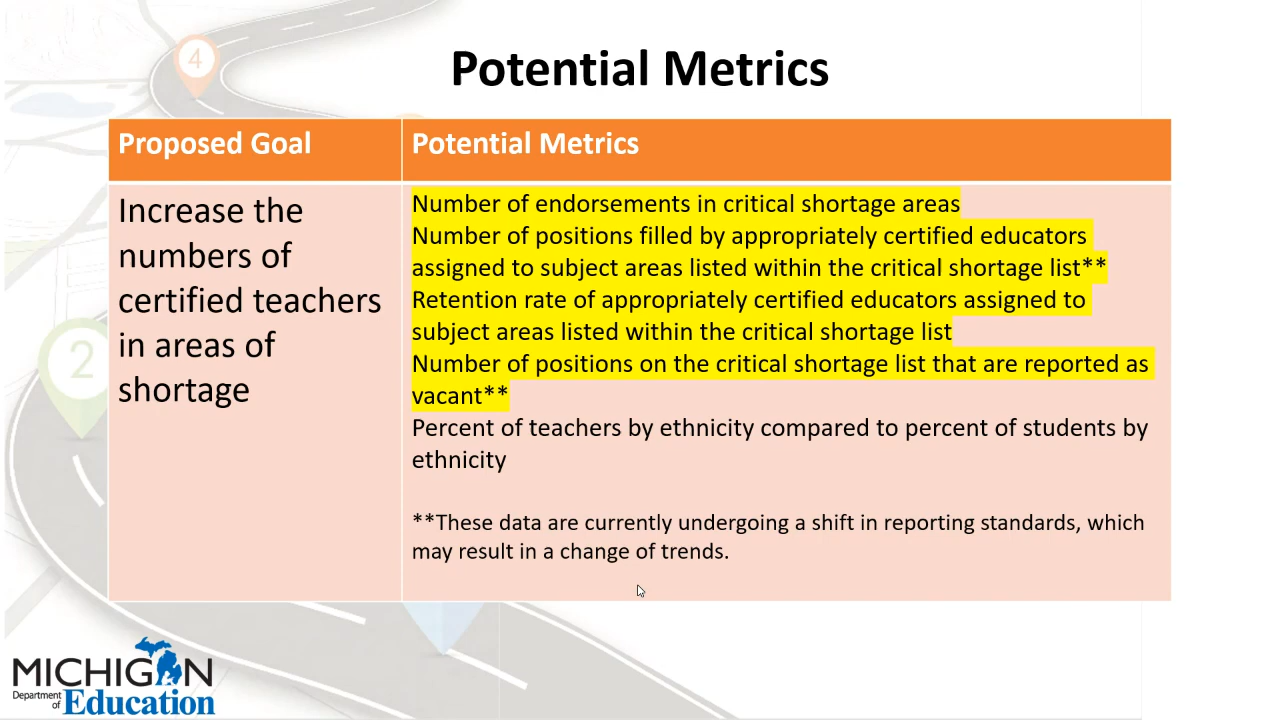 Potential Metrics
Proposed Goal
Potential Metrics
Increase the
numbers of
certified teachers
in areas of
shortage
Number of endorsements in critical shortage areas
Number of positions filled by appropriately certified educators
assigned to subject areas listed within the critical shortage list**
Retention rate of appropriately certified educators assigned to
subject areas listed within the critical shortage list
Number of positions on the critical shortage list that are reported as
vacant**
Percent of teachers by ethnicity compared to percent of students by
ethnicity
**These data are currently undergoing a shift in reporting standards, which
may result in a change of trends.
4
2
MICHIGAN
Department
of Education